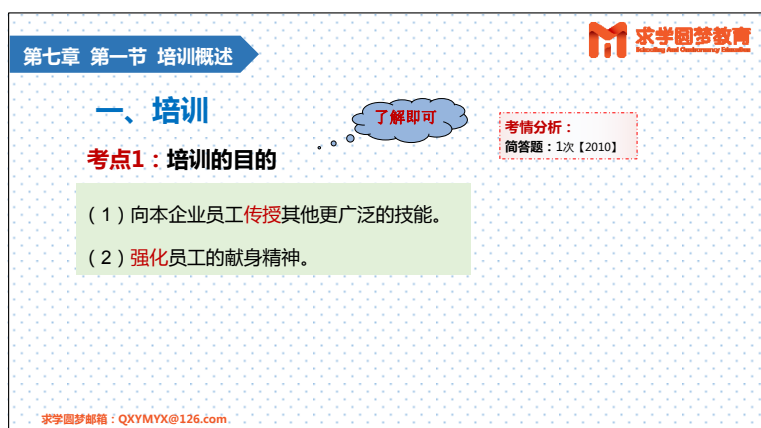 求学圆梦教育
第七章 第一节 培训概述
一、培训
了解即可
考情分析：
简答题：1次【2010】
考点1：培训的目的
（1）向本企业员工传授其他更广泛的技能。
（2）强化员工的献身精神。
求学圆梦邮箱：QXYMYX@126.com